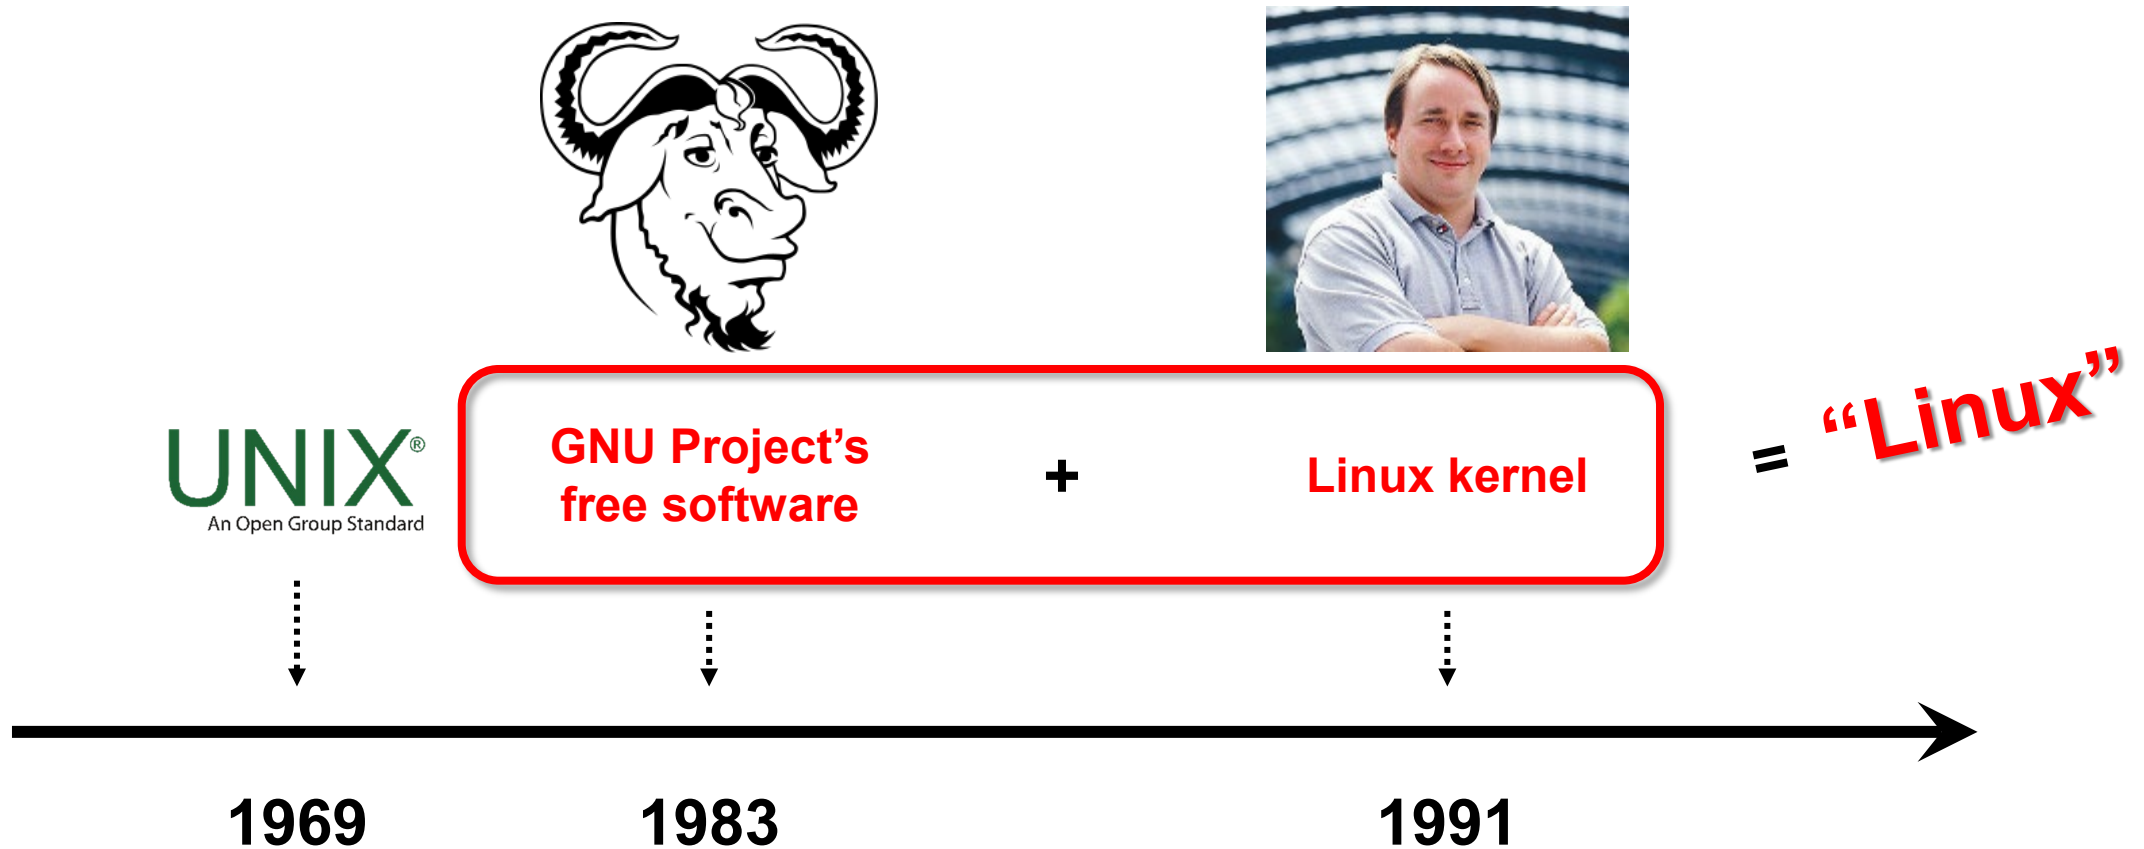 UNIX®
An Open Group Standard
GNU Project’s
free software
+
Linux kernel
= “Linux”
1969
1983
1991